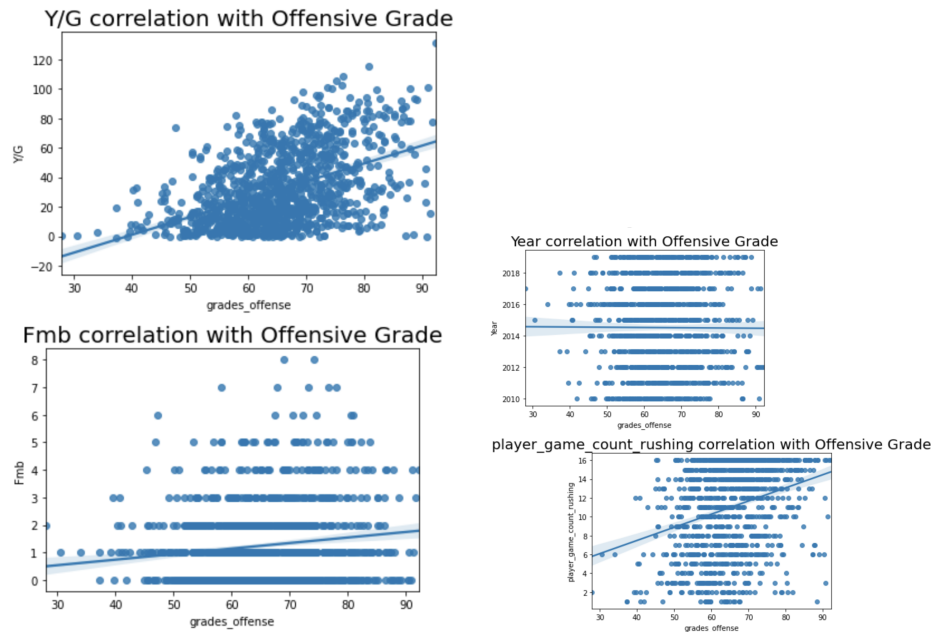 Y/G correlation with Offensive Grade
120
100
80
60
40
20
0
−20
Y/G
30 40 50 60 70 80 90
grades_offense
Fmb correlation with Offensive Grade
8
7
6
5
4
3
2
1
0
Fmb
30 40 50 60 70 80 90
grades_offense
Year correlation with Offensive Grade
2018
2016
2014
2012
2010
Year
30 40 50 60 70 80 90
grades_offense
player_game_count_rushing correlation with Offensive Grade
16
14
12
10
8
6
4
2
player_game_count_rushing
30 40 50 60 70 80 90
grades_offense